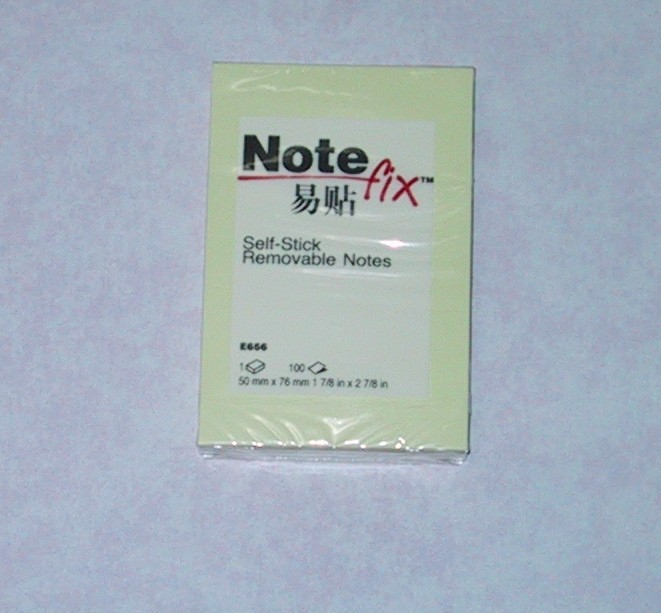 Note fix™
易贴
Self-Stick
Removable Notes
E656
1 100
50 mm x 76 mm 1 7/8 in x 2 7/8 in